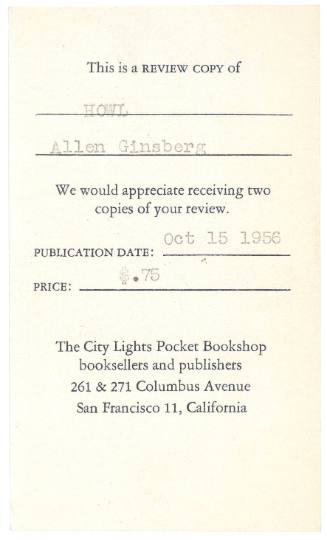 This is a REVIEW COPY of
HOWL
Allen Ginsberg
We would appreciate receiving two
copies of your review.
PUBLICATION DATE: Oct 15 1956
PRICE: $.75
The City Lights Pocket Bookshop
booksellers and publishers
261 & 271 Columbus Avenue
San Francisco 11, California